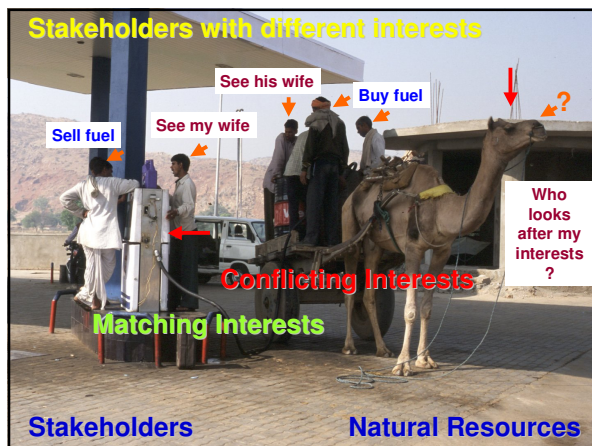 Stakeholders with different interests
See his wife
Buy fuel
?
Sell fuel
See my wife
Who
looks
after my
interests
?
Conflicting Interests
Matching Interests
Stakeholders
Natural Resources